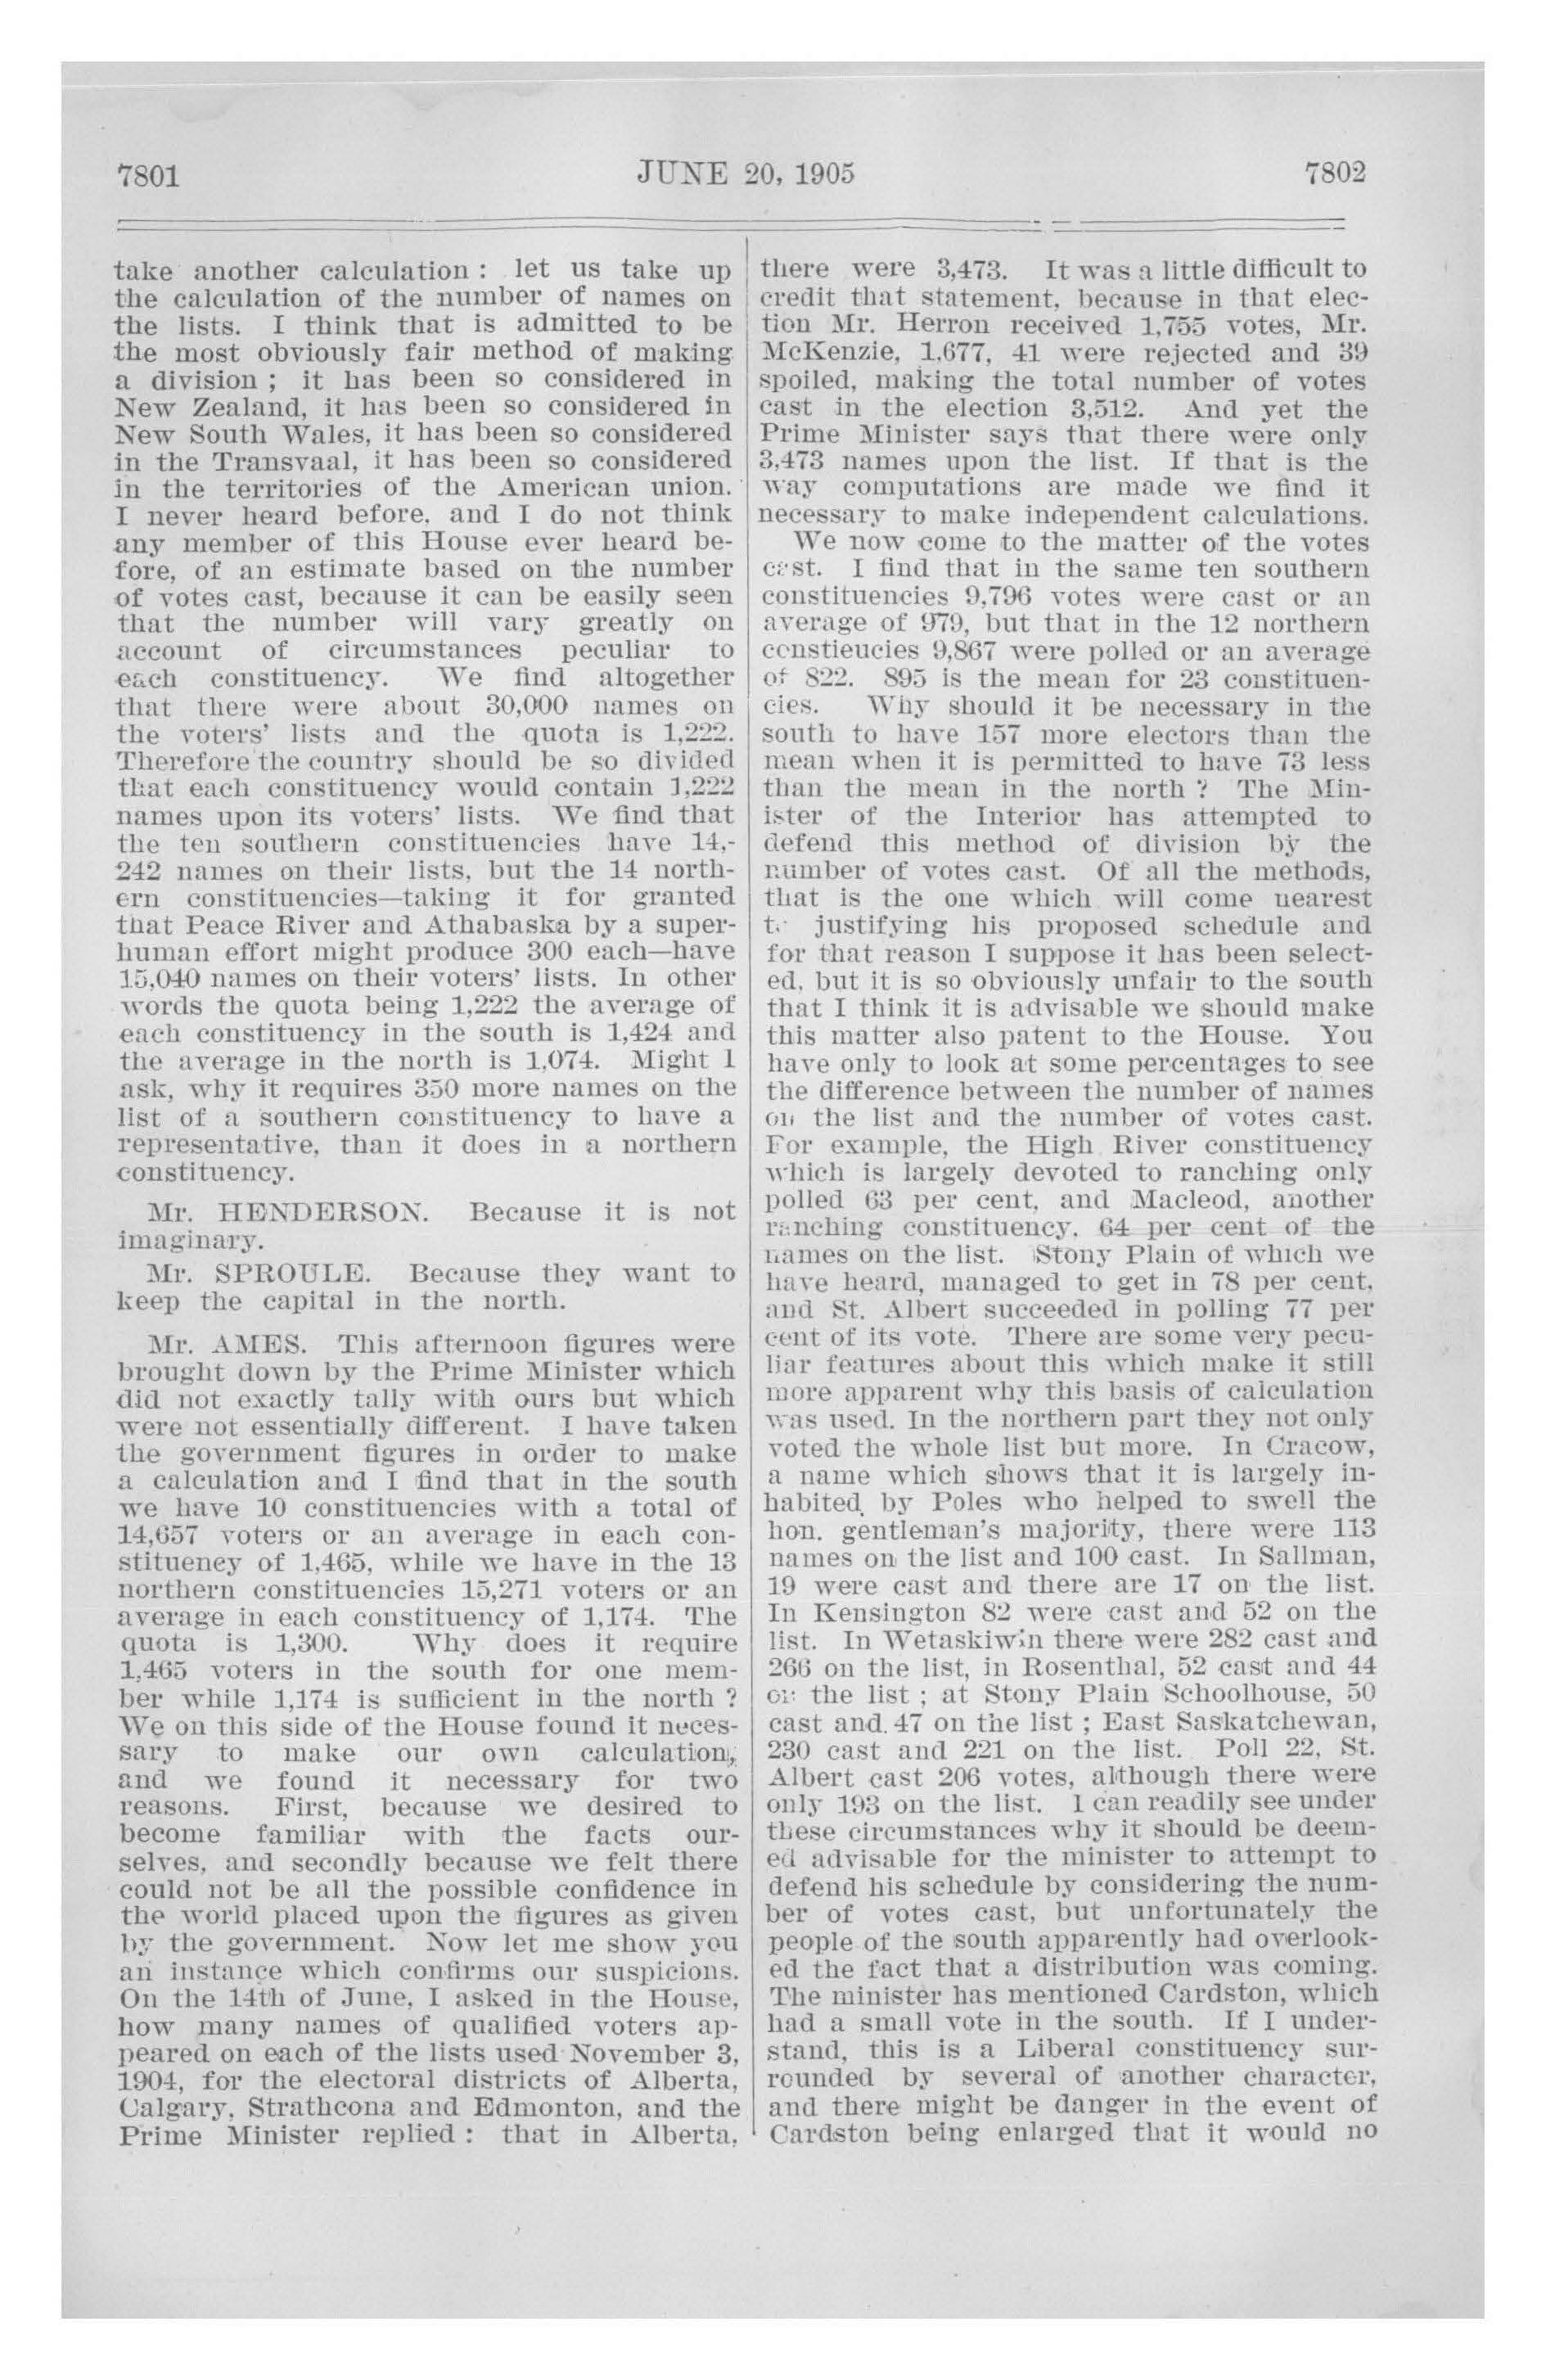 7801
JUNE 20, 1905
7802
take another calculation : let us take up
the calculation of the number of names on
the lists. I think that is admitted to be
the most obviously fair method of making
a division ; it has been so considered in
New Zealand, it has been so considered in
New South Wales, it has been so considered
in the Transvaal, it has been so considered
in the territories of the American union.
I never heard before, and I do not think
any member of this House ever heard be-
fore, of an estimate based on the number
of votes cast, because it can be easily seen
that the number will vary greatly on
account of circumstances peculiar to
each constituency. We find altogether
that there were about 30,000 names on
the voters' lists and the quota is 1,222.
Therefore the country should be so divided
that each constituency would contain 1,222
names upon its voters' lists. We find that
the ten southern constituencies have 14,-
242 names on their lists, but the 14 north-
ern constituencies—taking it for granted
that Peace River and Athabaska by a super-
human effort might produce 300 each—have
15,040 names on their voters' lists. In other
words the quota being 1,222 the average of
each constituency in the south is 1,424 and
the average in the north is 1,074. Might I
ask, why it requires 350 more names on the
list of a southern constituency to have a
representative, than it does in a northern
constituency.
Mr. HENDERSON. Because it is not
imaginary.
Mr. SPROULE. Because they want to
keep the capital in the north.
Mr. AMES. This afternoon figures were
brought down by the Prime Minister which
did not exactly tally with ours but which
were not essentially different. I have taken
the government figures in order to make
a calculation and I find that in the south
we have 10 constituencies with a total of
14,657 voters or an average in each con-
stituency of 1,465, while we have in the 13
northern constituencies 15,271 voters or an
average in each constituency of 1,174. The
quota is 1,300. Why does it require
1,465 voters in the south for one mem-
ber while 1,174 is sufficient in the north ?
We on this side of the House found it neces-
sary to make our own calculation,
and we found it necessary for two
reasons. First, because we desired to
become familiar with the facts our-
selves, and secondly because we felt there
could not be all the possible confidence in
the world placed upon the figures as given
by the government. Now let me show you
an instance which confirms our suspicions.
On the 14th of June, I asked in the House,
how many names of qualified voters ap-
peared on each of the lists used November 3,
1904, for the electoral districts of Alberta,
Calgary, Strathcona and Edmonton, and the
Prime Minister replied : that in Alberta,
there were 3,473. It was a little difficult to
credit that statement, because in that elec-
tion Mr. Herron received 1,755 votes, Mr.
McKenzie, 1,677, 41 were rejected and 39
spoiled, making the total number of votes
cast in the election 3,512. And yet the
Prime Minister says that there were only
3,473 names upon the list. If that is the
way computations are made we find it
necessary to make independent calculations.
We now come to the matter of the votes
cast. I find that in the same ten southern
constituencies 9,796 votes were cast or an
average of 979, but that in the 12 northern
constieucies 9,867 were polled or an average
of 822. 895 is the mean for 23 constituen-
cies. Why should it be necessary in the
south to have 157 more electors than the
mean when it is permitted to have 73 less
than the mean in the north ? The Min-
ister of the Interior has attempted to
defend this method of division by the
number of votes cast. Of all the methods,
that is the one which will come nearest
to justifying his proposed schedule and
for that reason I suppose it has been select-
ed, but it is so obviously unfair to the south
that I think it is advisable we should make
this matter also patent to the House. You
have only to look at some percentages to see
the difference between the number of names
on the list and the number of votes cast.
For example, the High River constituency
which is largely devoted to ranching only
polled 63 per cent, and Macleod, another
ranching constituency, 64 per cent of the
names on the list. Stony Plain of which we
have heard, managed to get in 78 per cent,
and St. Albert succeeded in polling 77 per
cent of its vote. There are some very pecu-
liar features about this which make it still
more apparent why this basis of calculation
was used. In the northern part they not only
voted the whole list but more. In Cracow,
a name which shows that it is largely in-
habited by Poles who helped to swell the
hon. gentleman's majority, there were 113
names on the list and 100 cast. In Sallman,
19 were cast and there are 17 on the list.
In Kensington 82 were cast and 52 on the
list. In Wetaskiwin there were 282 cast and
266 on the list, in Rosenthal, 52 cast and 44
on the list ; at Stony Plain Schoolhouse, 50
cast and 47 on the list ; East Saskatchewan,
230 cast and 221 on the list. Poll 22, St.
Albert cast 206 votes, although there were
only 193 on the list. I can readily see under
these circumstances why it should be deem-
ed advisable for the minister to attempt to
defend his schedule by considering the num-
ber of votes cast, but unfortunately the
people of the south apparently had overlook-
ed the fact that a distribution was coming.
The minister has mentioned Cardston, which
had a small vote in the south. If I under-
stand, this is a Liberal constituency sur-
rounded by several of another character,
and there might be danger in the event of
Cardston being enlarged that it would no